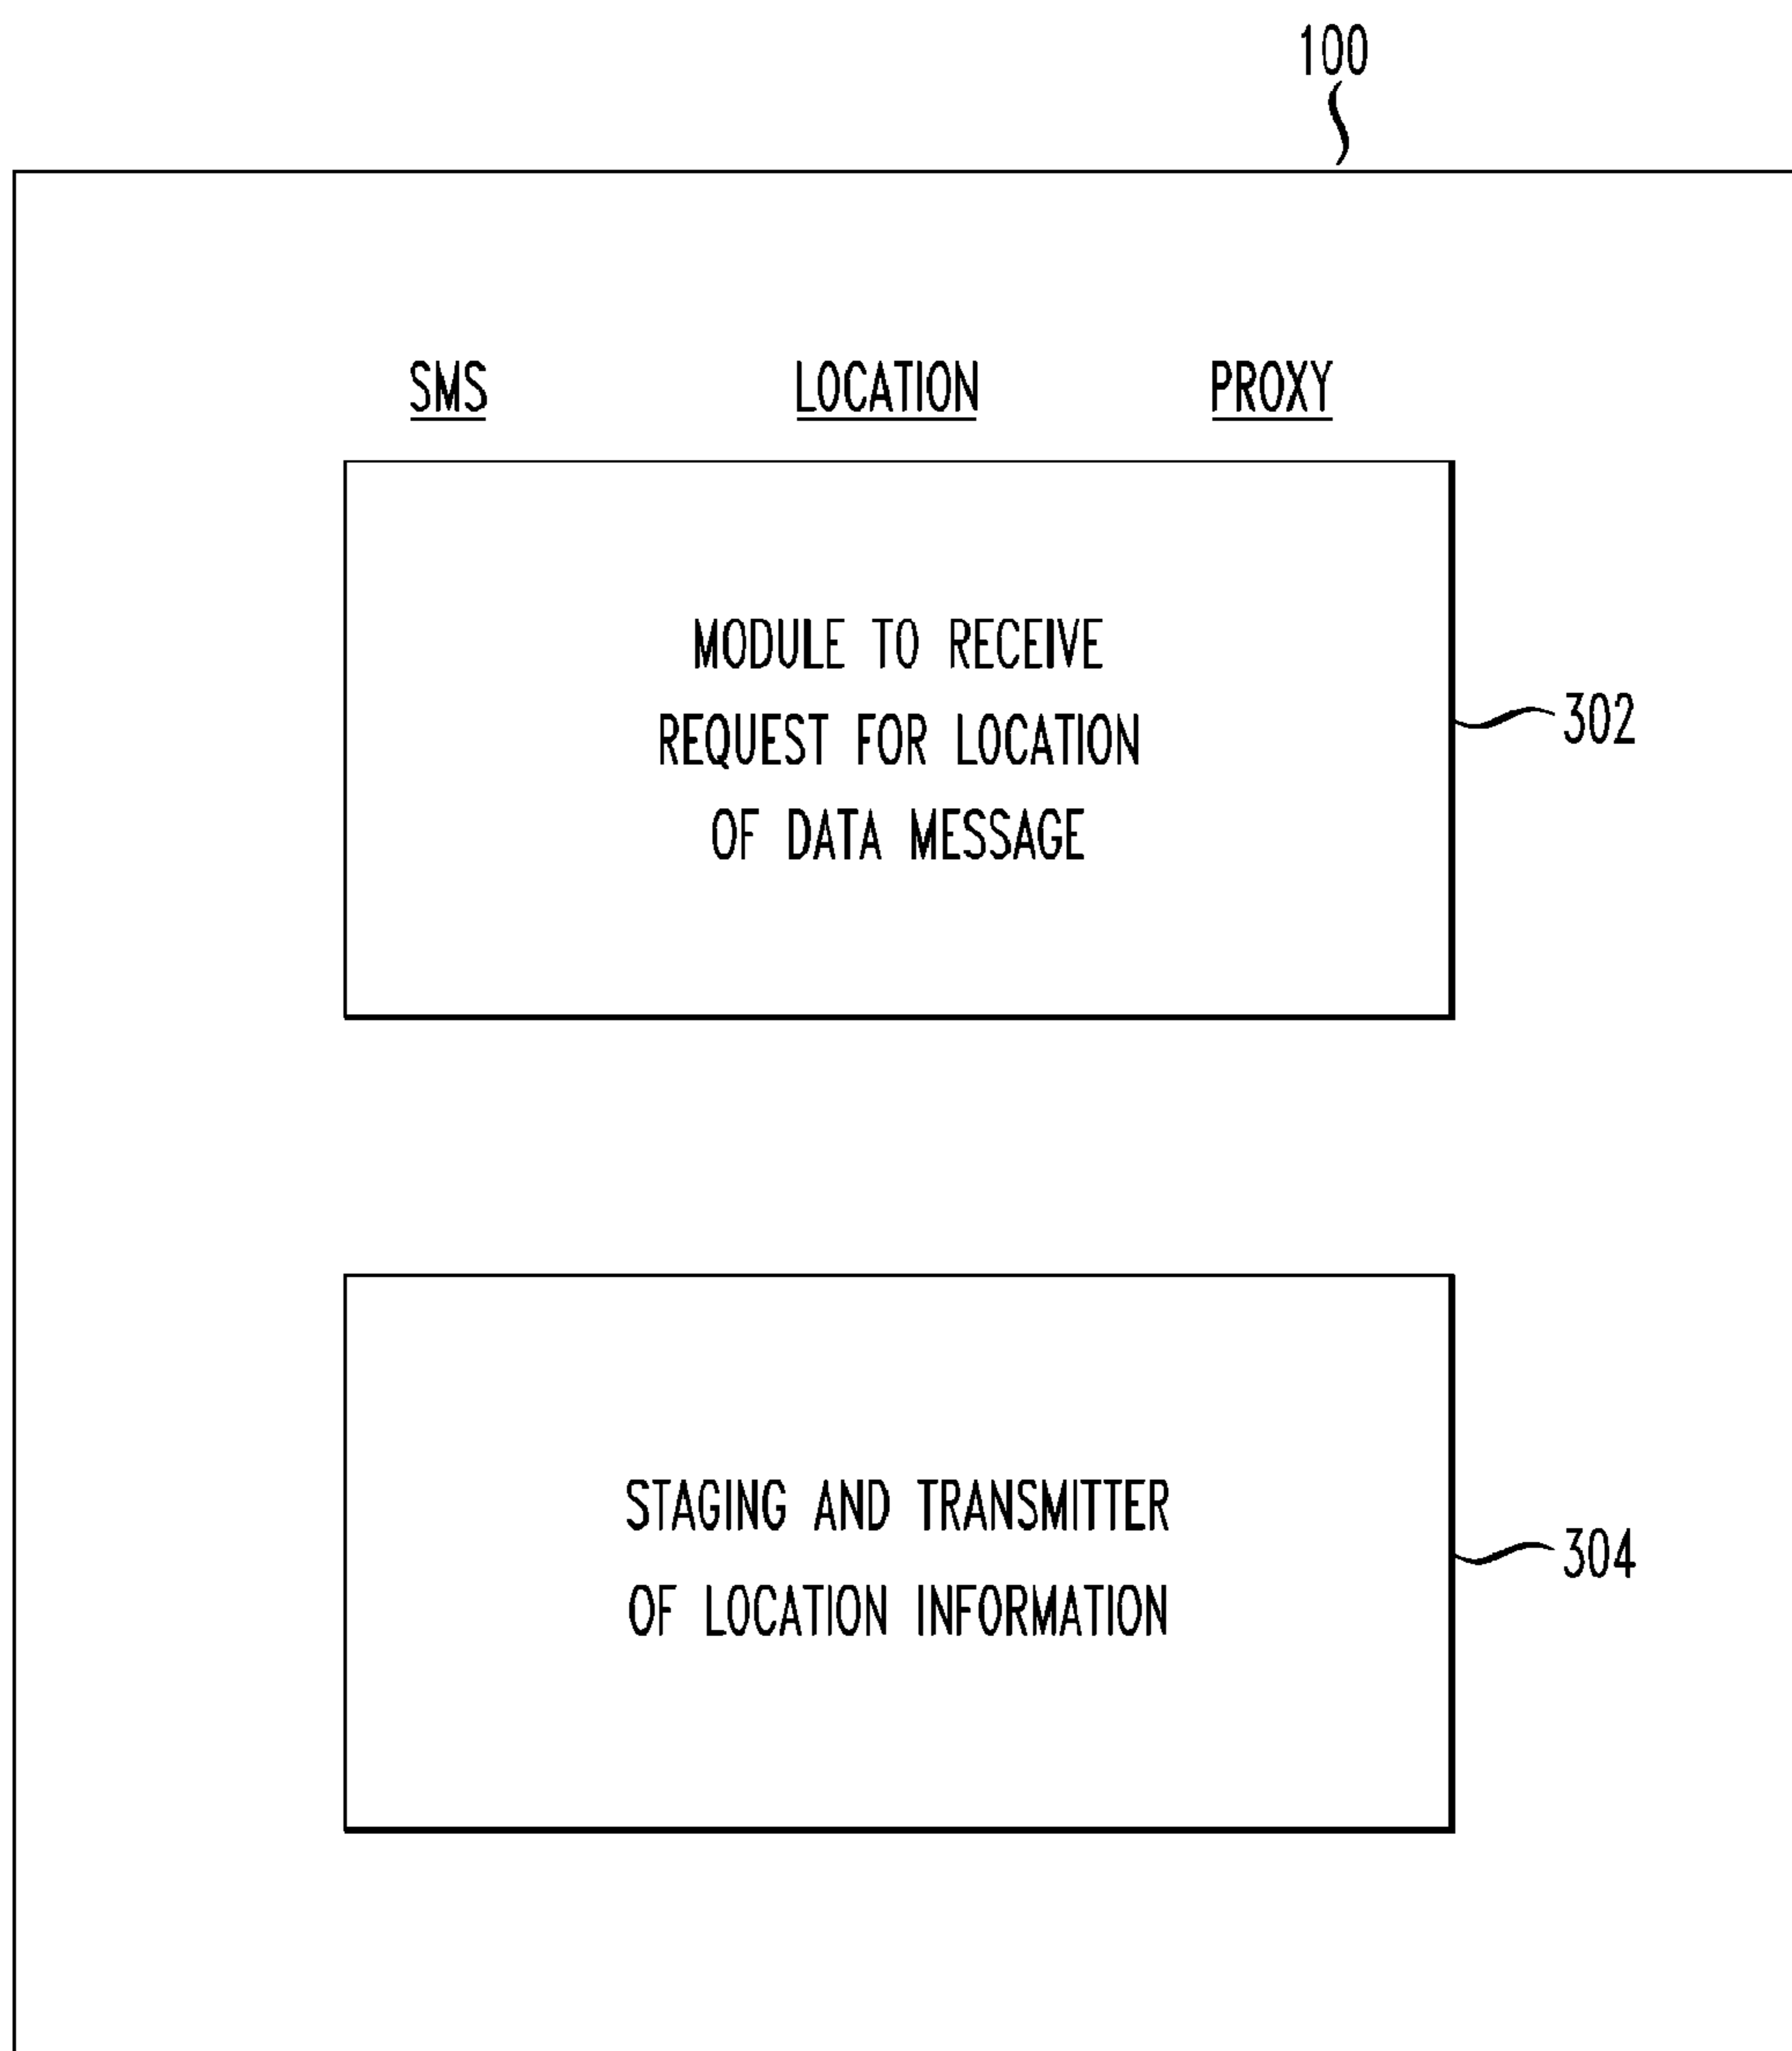 100
SMS LOCATION PROXY
MODULE TO RECEIVE
REQUEST FOR LOCATION
OF DATA MESSAGE
302
STAGING AND TRANSMITTER
OF LOCATION INFORMATION
304